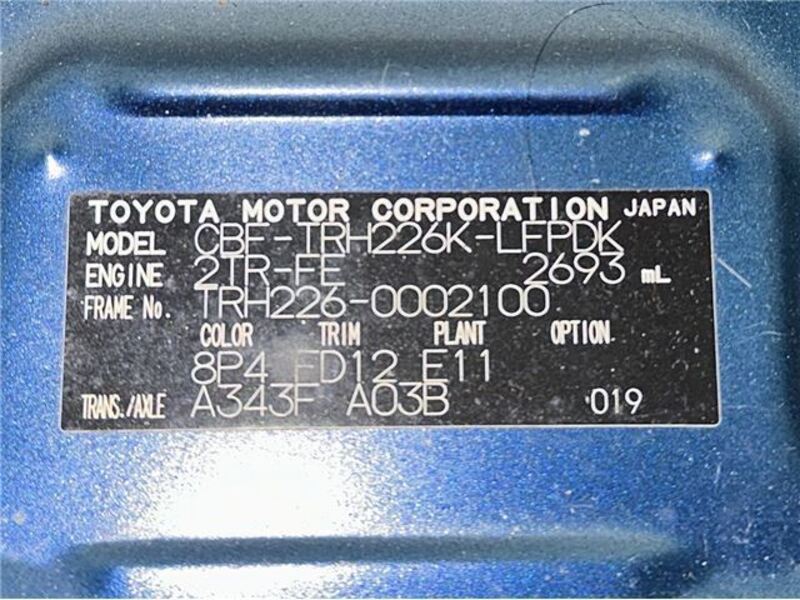 TOYOTA MOTOR CORPORATION JAPAN
MODEL CBF-TRH226K-LFPDK
ENGINE 2TR-FE 2693 mL
FRAME No. TRH226-0002100
COLOR TRIM PLANT OPTION
8P4 FD12 E11
TRANS./AXLE A343F A03B 019